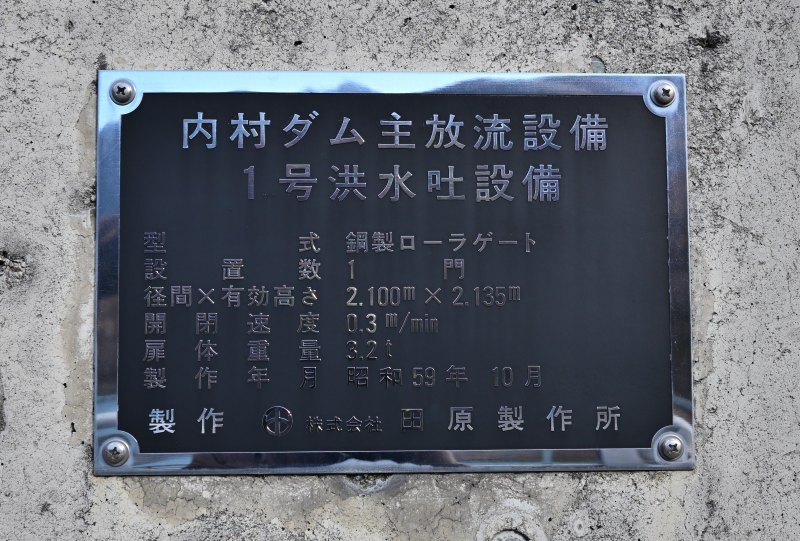 内村ダム主放流設備
1号洪水吐設備
型式 鋼製ローラゲート
設置数 1門
径間×有効高さ 2.100m×2.135m
開閉速度 0.3m/min
扉体重量 3.2t
製作年月 昭和59年10月
製作 株式会社 田原製作所